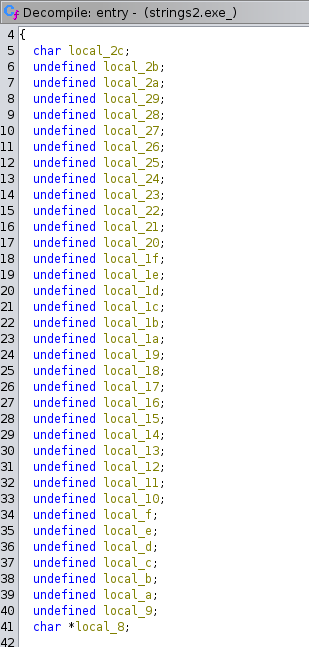 Decompile: entry - (strings2.exe_)
4 {
5 char local_2c;
6 undefined local_2b;
7 undefined local_2a;
8 undefined local_29;
9 undefined local_28;
10 undefined local_27;
11 undefined local_26;
12 undefined local_25;
13 undefined local_24;
14 undefined local_23;
15 undefined local_22;
16 undefined local_21;
17 undefined local_20;
18 undefined local_1f;
19 undefined local_1e;
20 undefined local_1d;
21 undefined local_1c;
22 undefined local_1b;
23 undefined local_1a;
24 undefined local_19;
25 undefined local_18;
26 undefined local_17;
27 undefined local_16;
28 undefined local_15;
29 undefined local_14;
30 undefined local_13;
31 undefined local_12;
32 undefined local_11;
33 undefined local_10;
34 undefined local_f;
35 undefined local_e;
36 undefined local_d;
37 undefined local_c;
38 undefined local_b;
39 undefined local_a;
40 undefined local_9;
41 char *local_8;
42